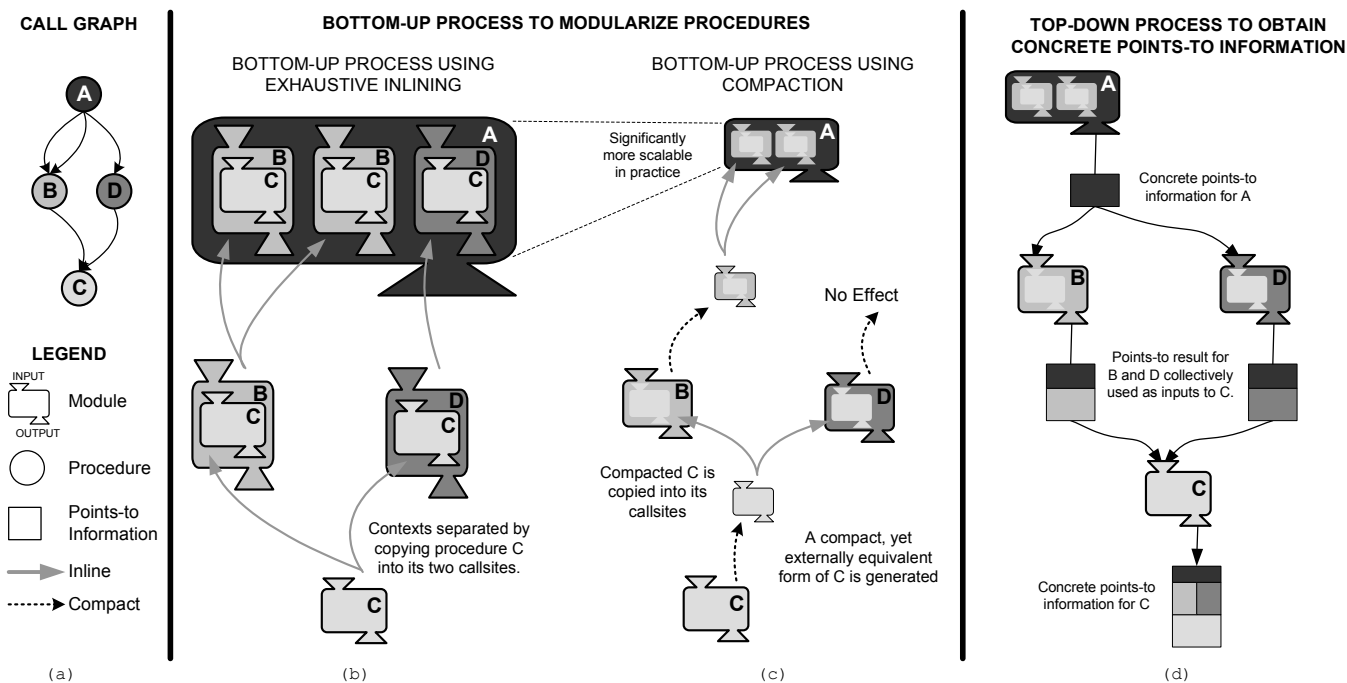 CALL GRAPH
A
B
D
C
LEGEND
INPUT
Module
OUTPUT
Procedure
Points-to
Information
Inline
Compact
(a)
BOTTOM-UP PROCESS TO MODULARIZE PROCEDURES
BOTTOM-UP PROCESS USING
EXHAUSTIVE INLINING
A
B
C
B
C
D
C
B
C
D
C
Contexts separated by
copying procedure C
into its two callsites.
C
(b)
BOTTOM-UP PROCESS USING
COMPACTION
Significantly
more scalable
in practice
A
No Effect
B
D
Compacted C is
copied into its
callsites
A compact, yet
externally equivalent
form of C is generated
C
(c)
TOP-DOWN PROCESS TO OBTAIN
CONCRETE POINTS-TO INFORMATION
A
Concrete points-to
information for A
B
D
Points-to result for
B and D collectively
used as inputs to C.
C
Concrete points-to
information for C
(d)